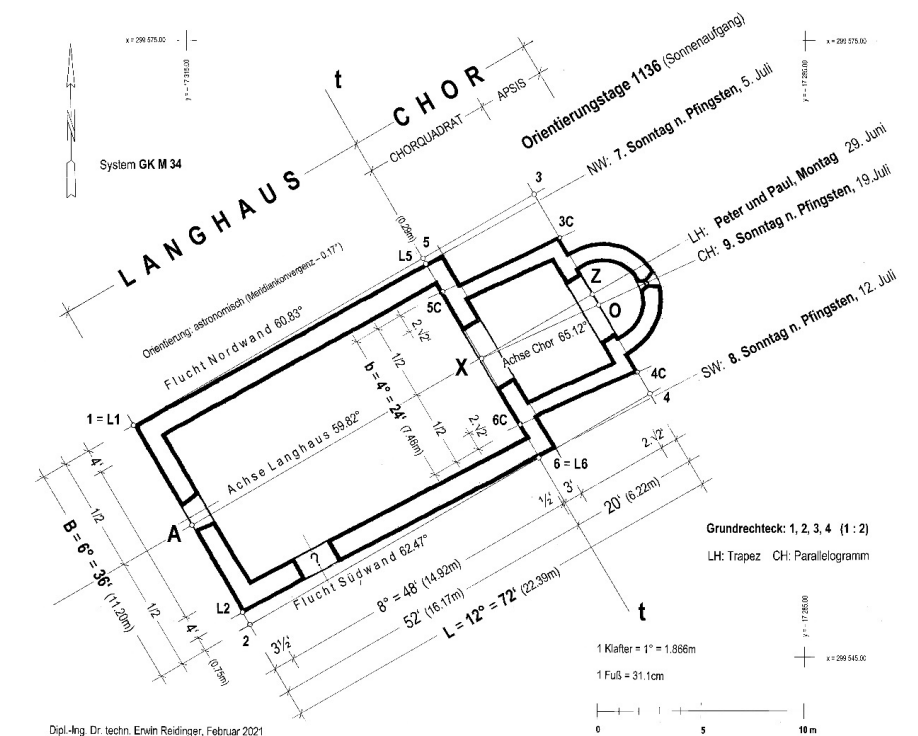 x = 299 575.00
y = - 17 315.00
x = 299 575.00
y = - 17 285.00
System GK M 34
t
CHOR
CHORQUADRAT
APSIS
LANGHAUS
Orientierungstage 1136 (Sonnenaufgang)
NW: 7. Sonntag n. Pfingsten, 5. Juli
LH: Peter und Paul, Montag 29. Juni
CH: 9. Sonntag n. Pfingsten, 19.Juli
SW: 8. Sonntag n. Pfingsten, 12. Juli
(0.29m)
3
3C
5
L5
5C
Z
O
Orientierung: astronomisch (Meridiankonvergenz – 0.17°)
Flucht Nordwand 60.83°
Achse Chor 65.12°
X
2.√2'
1/2
b = 4° = 24' (7.46m)
1/2
2.√2'
4C
4
6C
6 = L6
1 = L1
Achse Langhaus 59.82°
A
4'
1/2
B = 6° = 36' (11.20m)
1/2
4'
(0.75m)
L2
2
?
Flucht Südwand 62.47°
2.√2'
½'
3'
20' (6.22m)
8° = 48' (14.92m)
52' (16.17m)
L = 12° = 72' (22.39m)
3½'
t
Grundrechteck: 1, 2, 3, 4 (1 : 2)
LH: Trapez CH: Parallelogramm
y = - 17 285.00
x = 299 545.00
1 Klafter = 1° = 1.866m
1 Fuß = 31.1cm
0 5 10 m
Dipl.-Ing. Dr. techn. Erwin Reidinger, Februar 2021